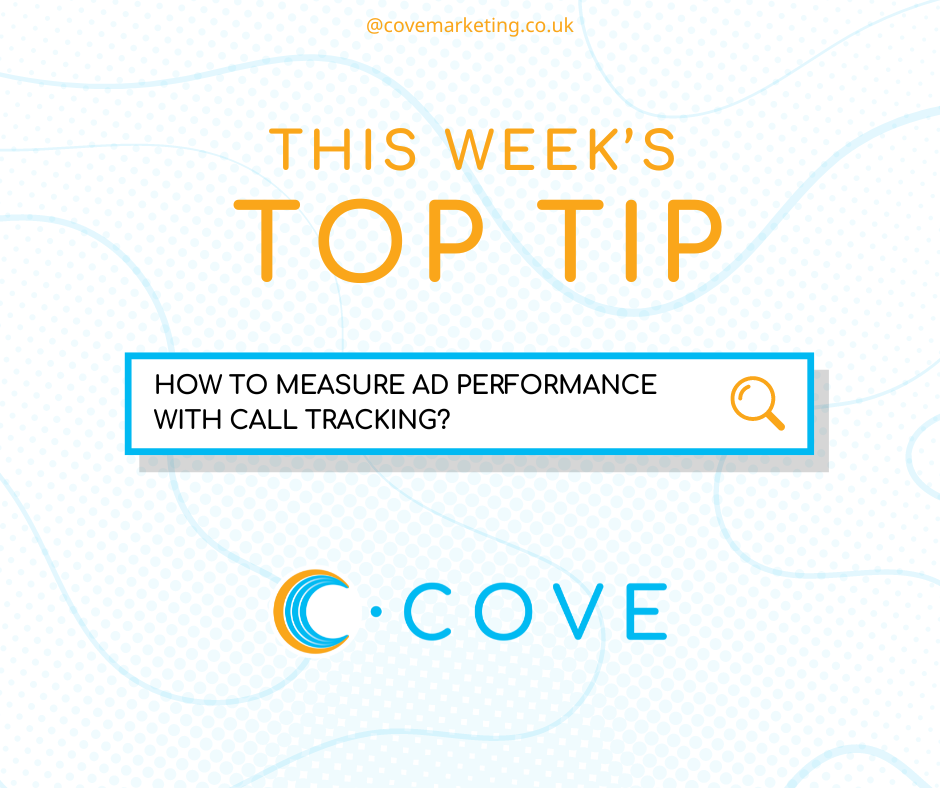 @covemarketing.co.uk
THIS WEEK’S
TOP TIP
HOW TO MEASURE AD PERFORMANCE
WITH CALL TRACKING?
COVE